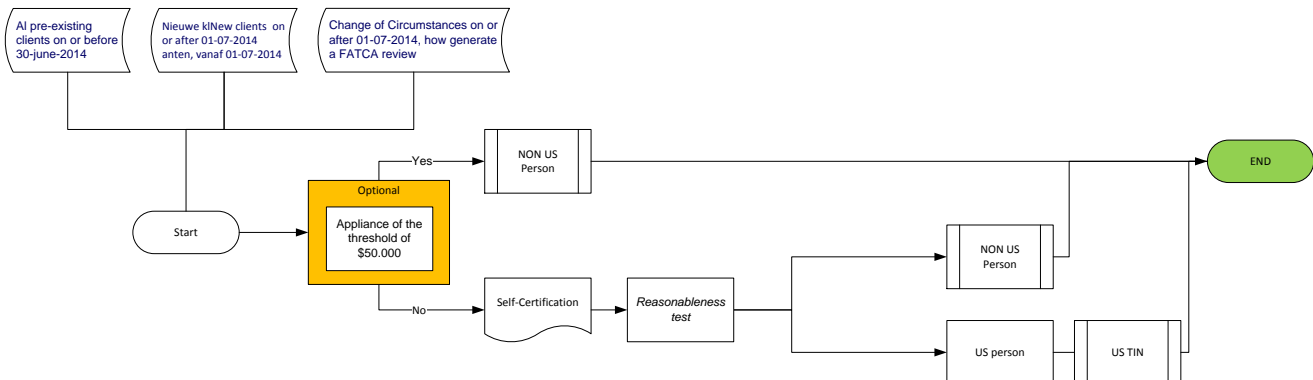 Al pre-existing
clients on or before
30-june-2014
Nieuwe klNew clients on
or after 01-07-2014
anten, vanaf 01-07-2014
Change of Circumstances on or
after 01-07-2014, how generate
a FATCA review
Yes
NON US
Person
END
Optional
Appliance of the
threshold of
$50.000
Start
NON US
Person
No
Self-Certification
Reasonableness
test
US person
US TIN